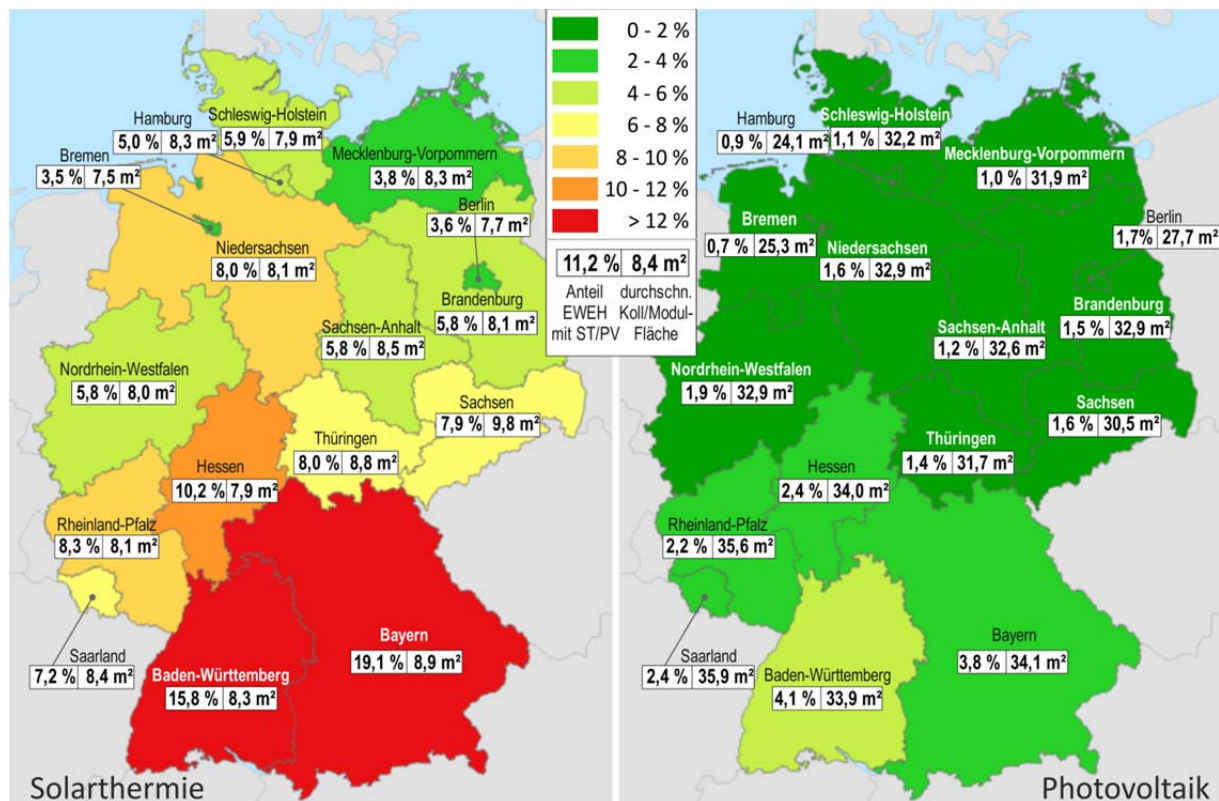 Hamburg
5,0 % 8,3 m²
Schleswig-Holstein
5,9 % 7,9 m²
Bremen
3,5 % 7,5 m²
Mecklenburg-Vorpommern
3,8 % 8,3 m²
Berlin
3,6 % 7,7 m²
Niedersachsen
8,0 % 8,1 m²
Brandenburg
5,8 % 8,1 m²
Sachsen-Anhalt
5,8 % 8,5 m²
Nordrhein-Westfalen
5,8 % 8,0 m²
Sachsen
7,9 % 9,8 m²
Thüringen
8,0 % 8,8 m²
Hessen
10,2 % 7,9 m²
Rheinland-Pfalz
8,3 % 8,1 m²
Saarland
7,2 % 8,4 m²
Bayern
19,1 % 8,9 m²
Baden-Württemberg
15,8 % 8,3 m²
Solarthermie
0 - 2 %
2 - 4 %
4 - 6 %
6 - 8 %
8 - 10 %
10 - 12 %
> 12 %
11,2 % 8,4 m²
Anteil durchschn.
EWEH Koll/Modul-
mit ST/PV Fläche
Hamburg
0,9 % 24,1 m²
Schleswig-Holstein
1,1 % 32,2 m²
Mecklenburg-Vorpommern
1,0 % 31,9 m²
Bremen
0,7 % 25,3 m²
Berlin
1,7% 27,7 m²
Niedersachsen
1,6 % 32,9 m²
Brandenburg
1,5 % 32,9 m²
Sachsen-Anhalt
1,2 % 32,6 m²
Nordrhein-Westfalen
1,9 % 32,9 m²
Sachsen
1,6 % 30,5 m²
Thüringen
1,4 % 31,7 m²
Hessen
2,4 % 34,0 m²
Rheinland-Pfalz
2,2 % 35,6 m²
Saarland
2,4 % 35,9 m²
Bayern
3,8 % 34,1 m²
Baden-Württemberg
4,1 % 33,9 m²
Photovoltaik